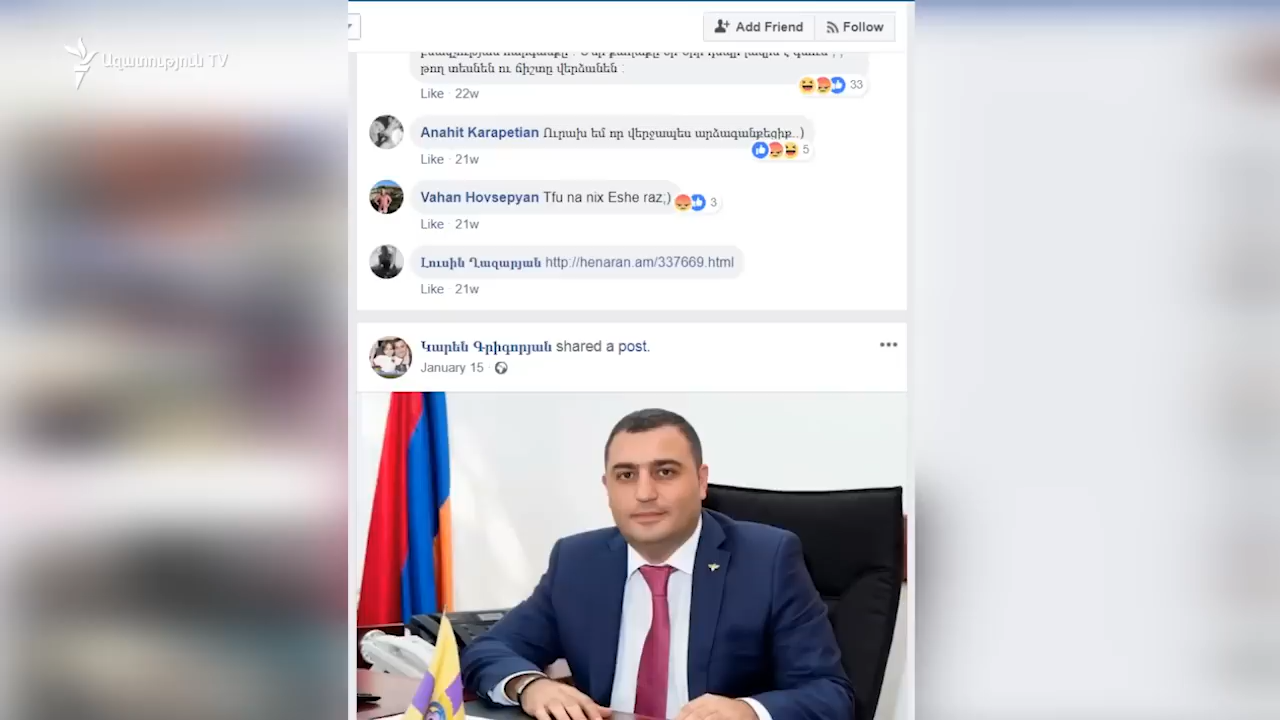 Add Friend
Follow
Ազատություն TV
թող տեսնեն ու ճիշտը վերձանեն :
33
Like · 22w
Anahit Karapetian Ուրախ եմ որ վերջապես արձագանքեցիք..)
5
Like · 21w
Vahan Hovsepyan Tfu na nix Eshe raz;)
3
Like · 21w
Լուսին Ղազարյան http://henaran.am/337669.html
Like · 21w
Կարեն Գրիգորյան shared a post.
January 15 ·